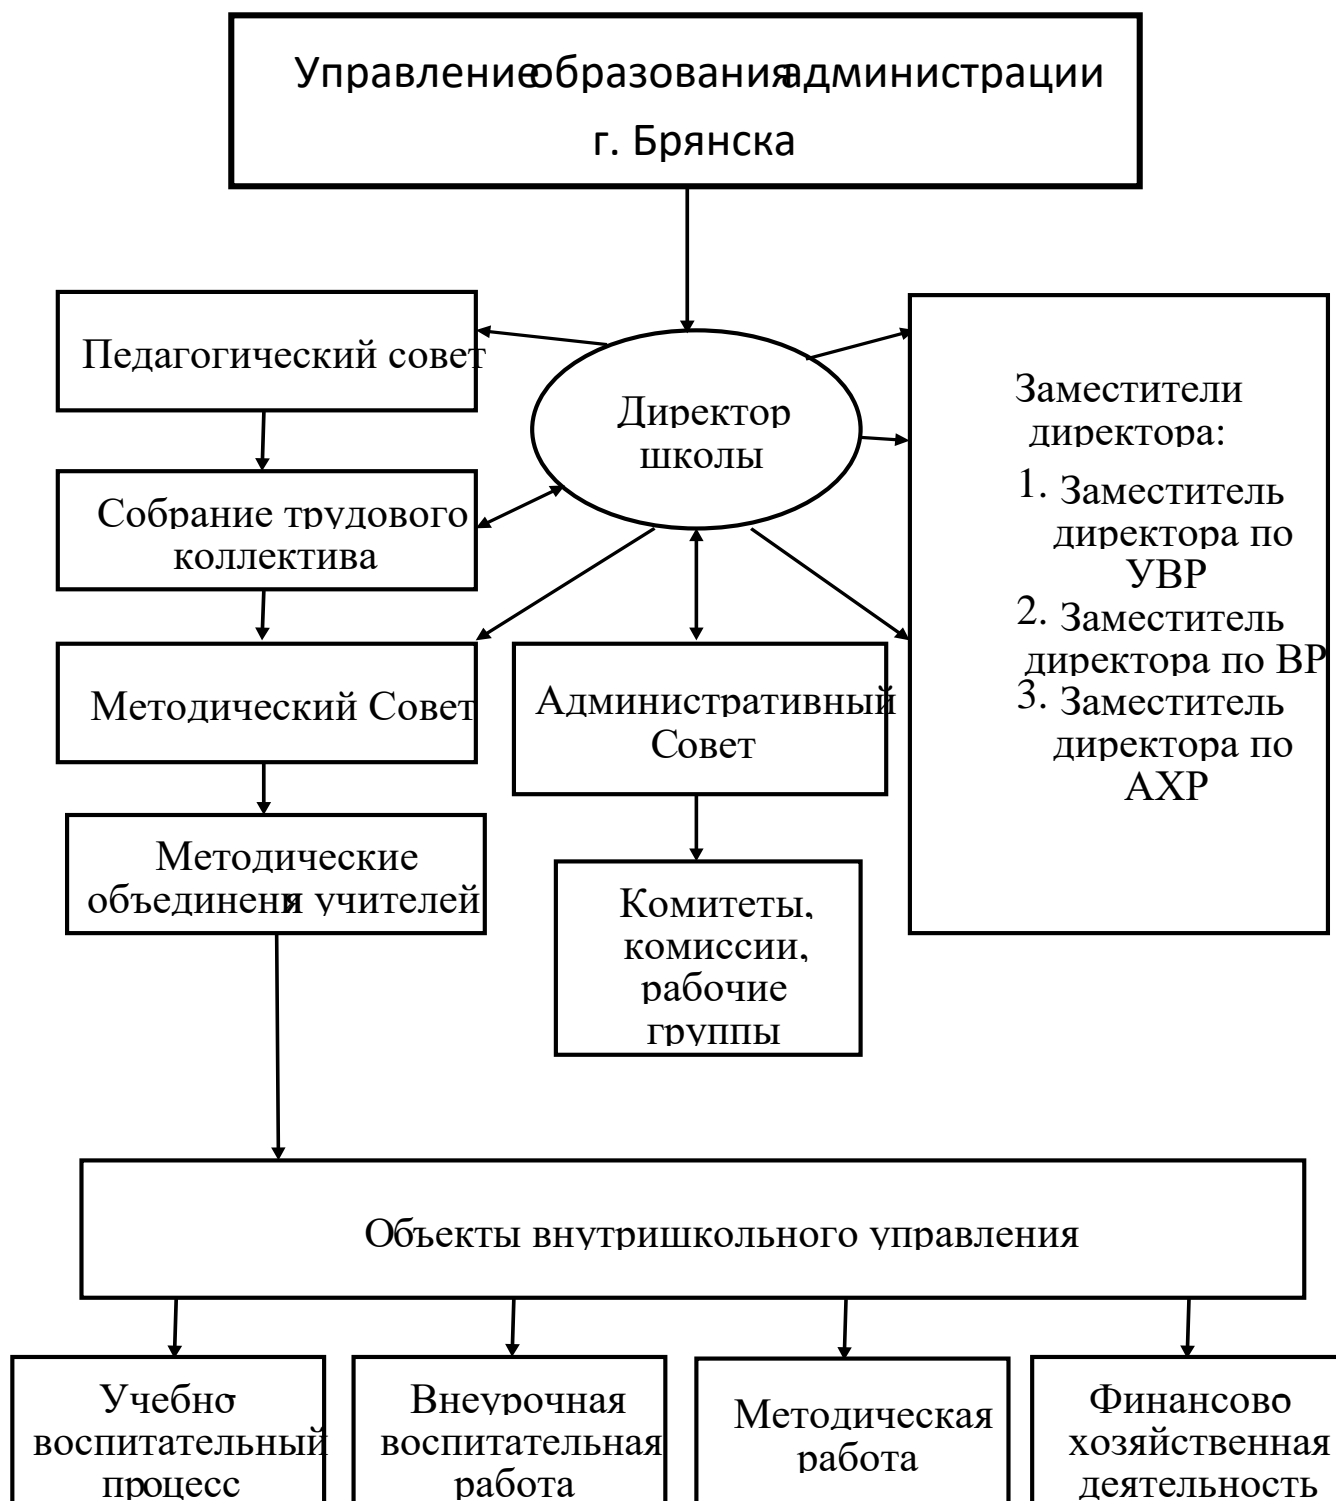 Управление образования администрации
г. Брянска
Педагогический совет
Директор
школы
Собрание трудового
коллектива
Заместители
директора:
1. Заместитель
директора по
УВР
2. Заместитель
директора по ВР
3. Заместитель
директора по
АХР
Методический Совет
Административный
Совет
Методические
объединеня учителей
Комитеты,
комиссии,
рабочие
группы
Объекты внутришкольного управления
Учебно-
воспитательный
процесс
Внеурочная
воспитательная
работа
Методическая
работа
Финансово-
хозяйственная
деятельность